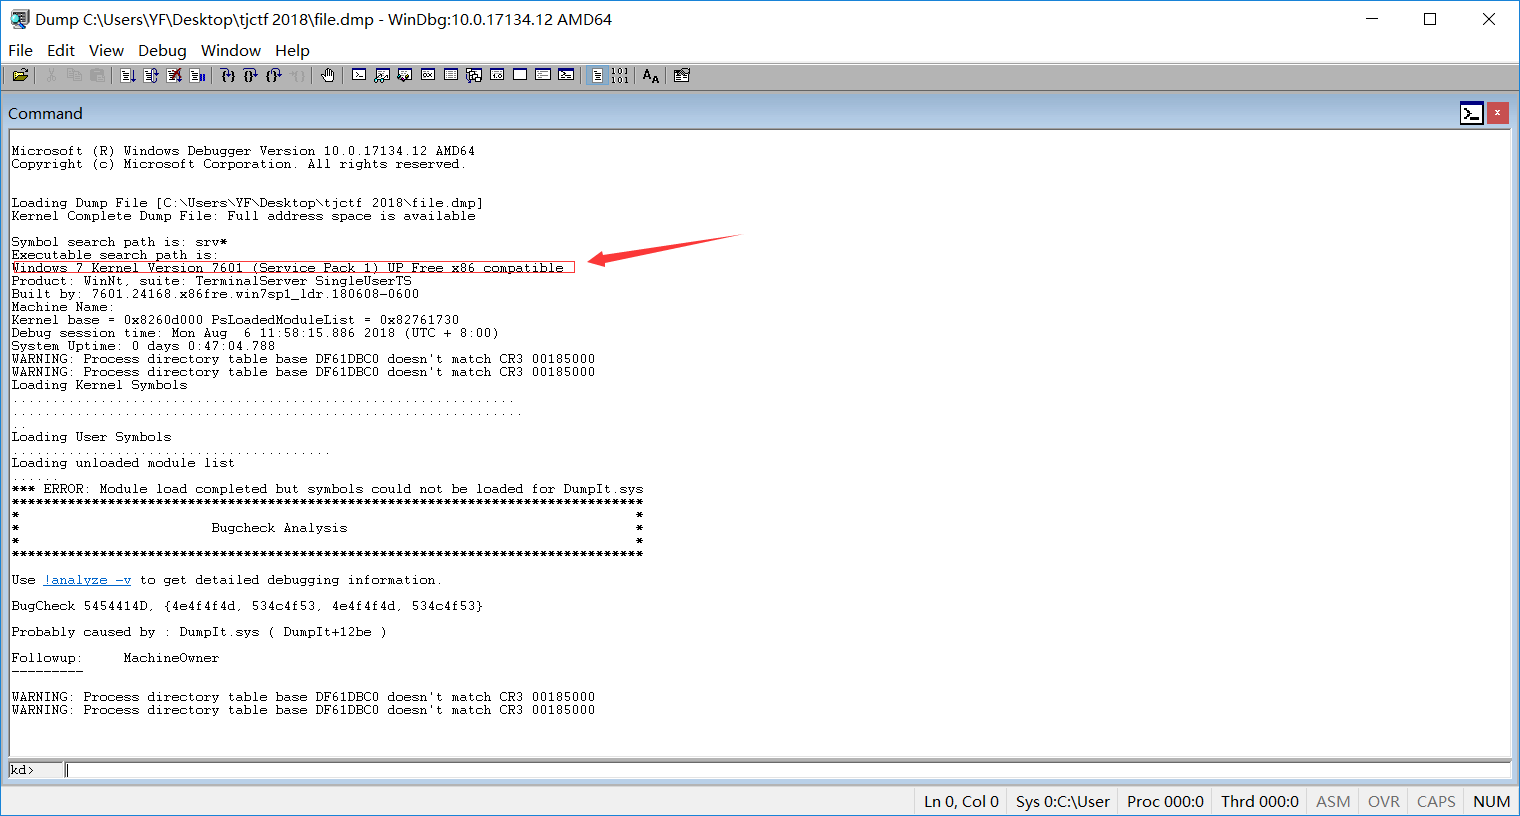 Dump C:\Users\YF\Desktop\tjctf 2018\file.dmp - WinDbg:10.0.17134.12 AMD64
File Edit View Debug Window Help
Command
Microsoft (R) Windows Debugger Version 10.0.17134.12 AMD64
Copyright (c) Microsoft Corporation. All rights reserved.
Loading Dump File [C:\Users\YF\Desktop\tjctf 2018\file.dmp]
Kernel Complete Dump File: Full address space is available
Symbol search path is: srv*
Executable search path is:
Windows 7 Kernel Version 7601 (Service Pack 1) UP Free x86 compatible
Product: WinNt, suite: TerminalServer SingleUserTS
Built by: 7601.24168.x86fre.win7sp1_ldr.180608-0600
Machine Name:
Kernel base = 0x8260d000 PsLoadedModuleList = 0x82761730
Debug session time: Mon Aug  6 11:58:15.886 2018 (UTC + 8:00)
System Uptime: 0 days 0:47:04.788
WARNING: Process directory table base DF61DBC0 doesn't match CR3 00185000
WARNING: Process directory table base DF61DBC0 doesn't match CR3 00185000
Loading Kernel Symbols
...............................................................
................................................................
..
Loading User Symbols
........................................
Loading unloaded module list
......
*** ERROR: Module load completed but symbols could not be loaded for DumpIt.sys
*******************************************************************************
*                                                                             *
*                        Bugcheck Analysis                                    *
*                                                                             *
*******************************************************************************
Use !analyze -v to get detailed debugging information.
BugCheck 5454414D, {4e4f4f4d, 534c4f53, 4e4f4f4d, 534c4f53}
Probably caused by : DumpIt.sys ( DumpIt+12be )
Followup:     MachineOwner
---------
WARNING: Process directory table base DF61DBC0 doesn't match CR3 00185000
WARNING: Process directory table base DF61DBC0 doesn't match CR3 00185000
kd>
Ln 0, Col 0 Sys 0:C:\User Proc 000:0 Thrd 000:0 ASM OVR CAPS NUM